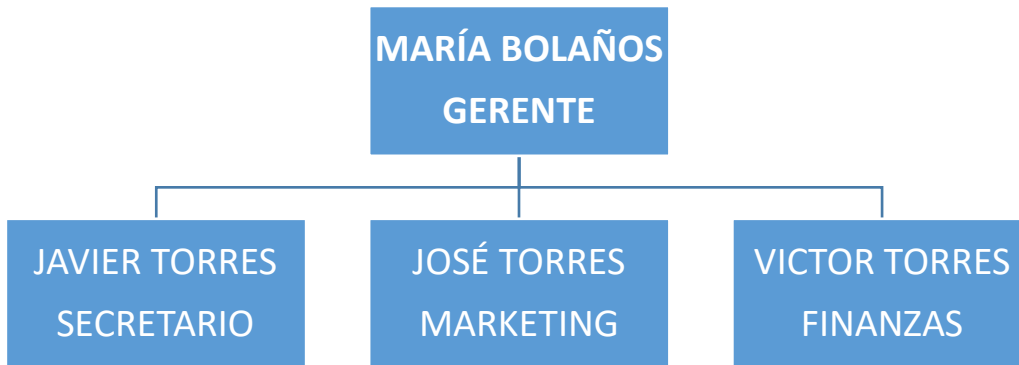 MARÍA BOLAÑOS
GERENTE
JAVIER TORRES
SECRETARIO
JOSÉ TORRES
MARKETING
VICTOR TORRES
FINANZAS